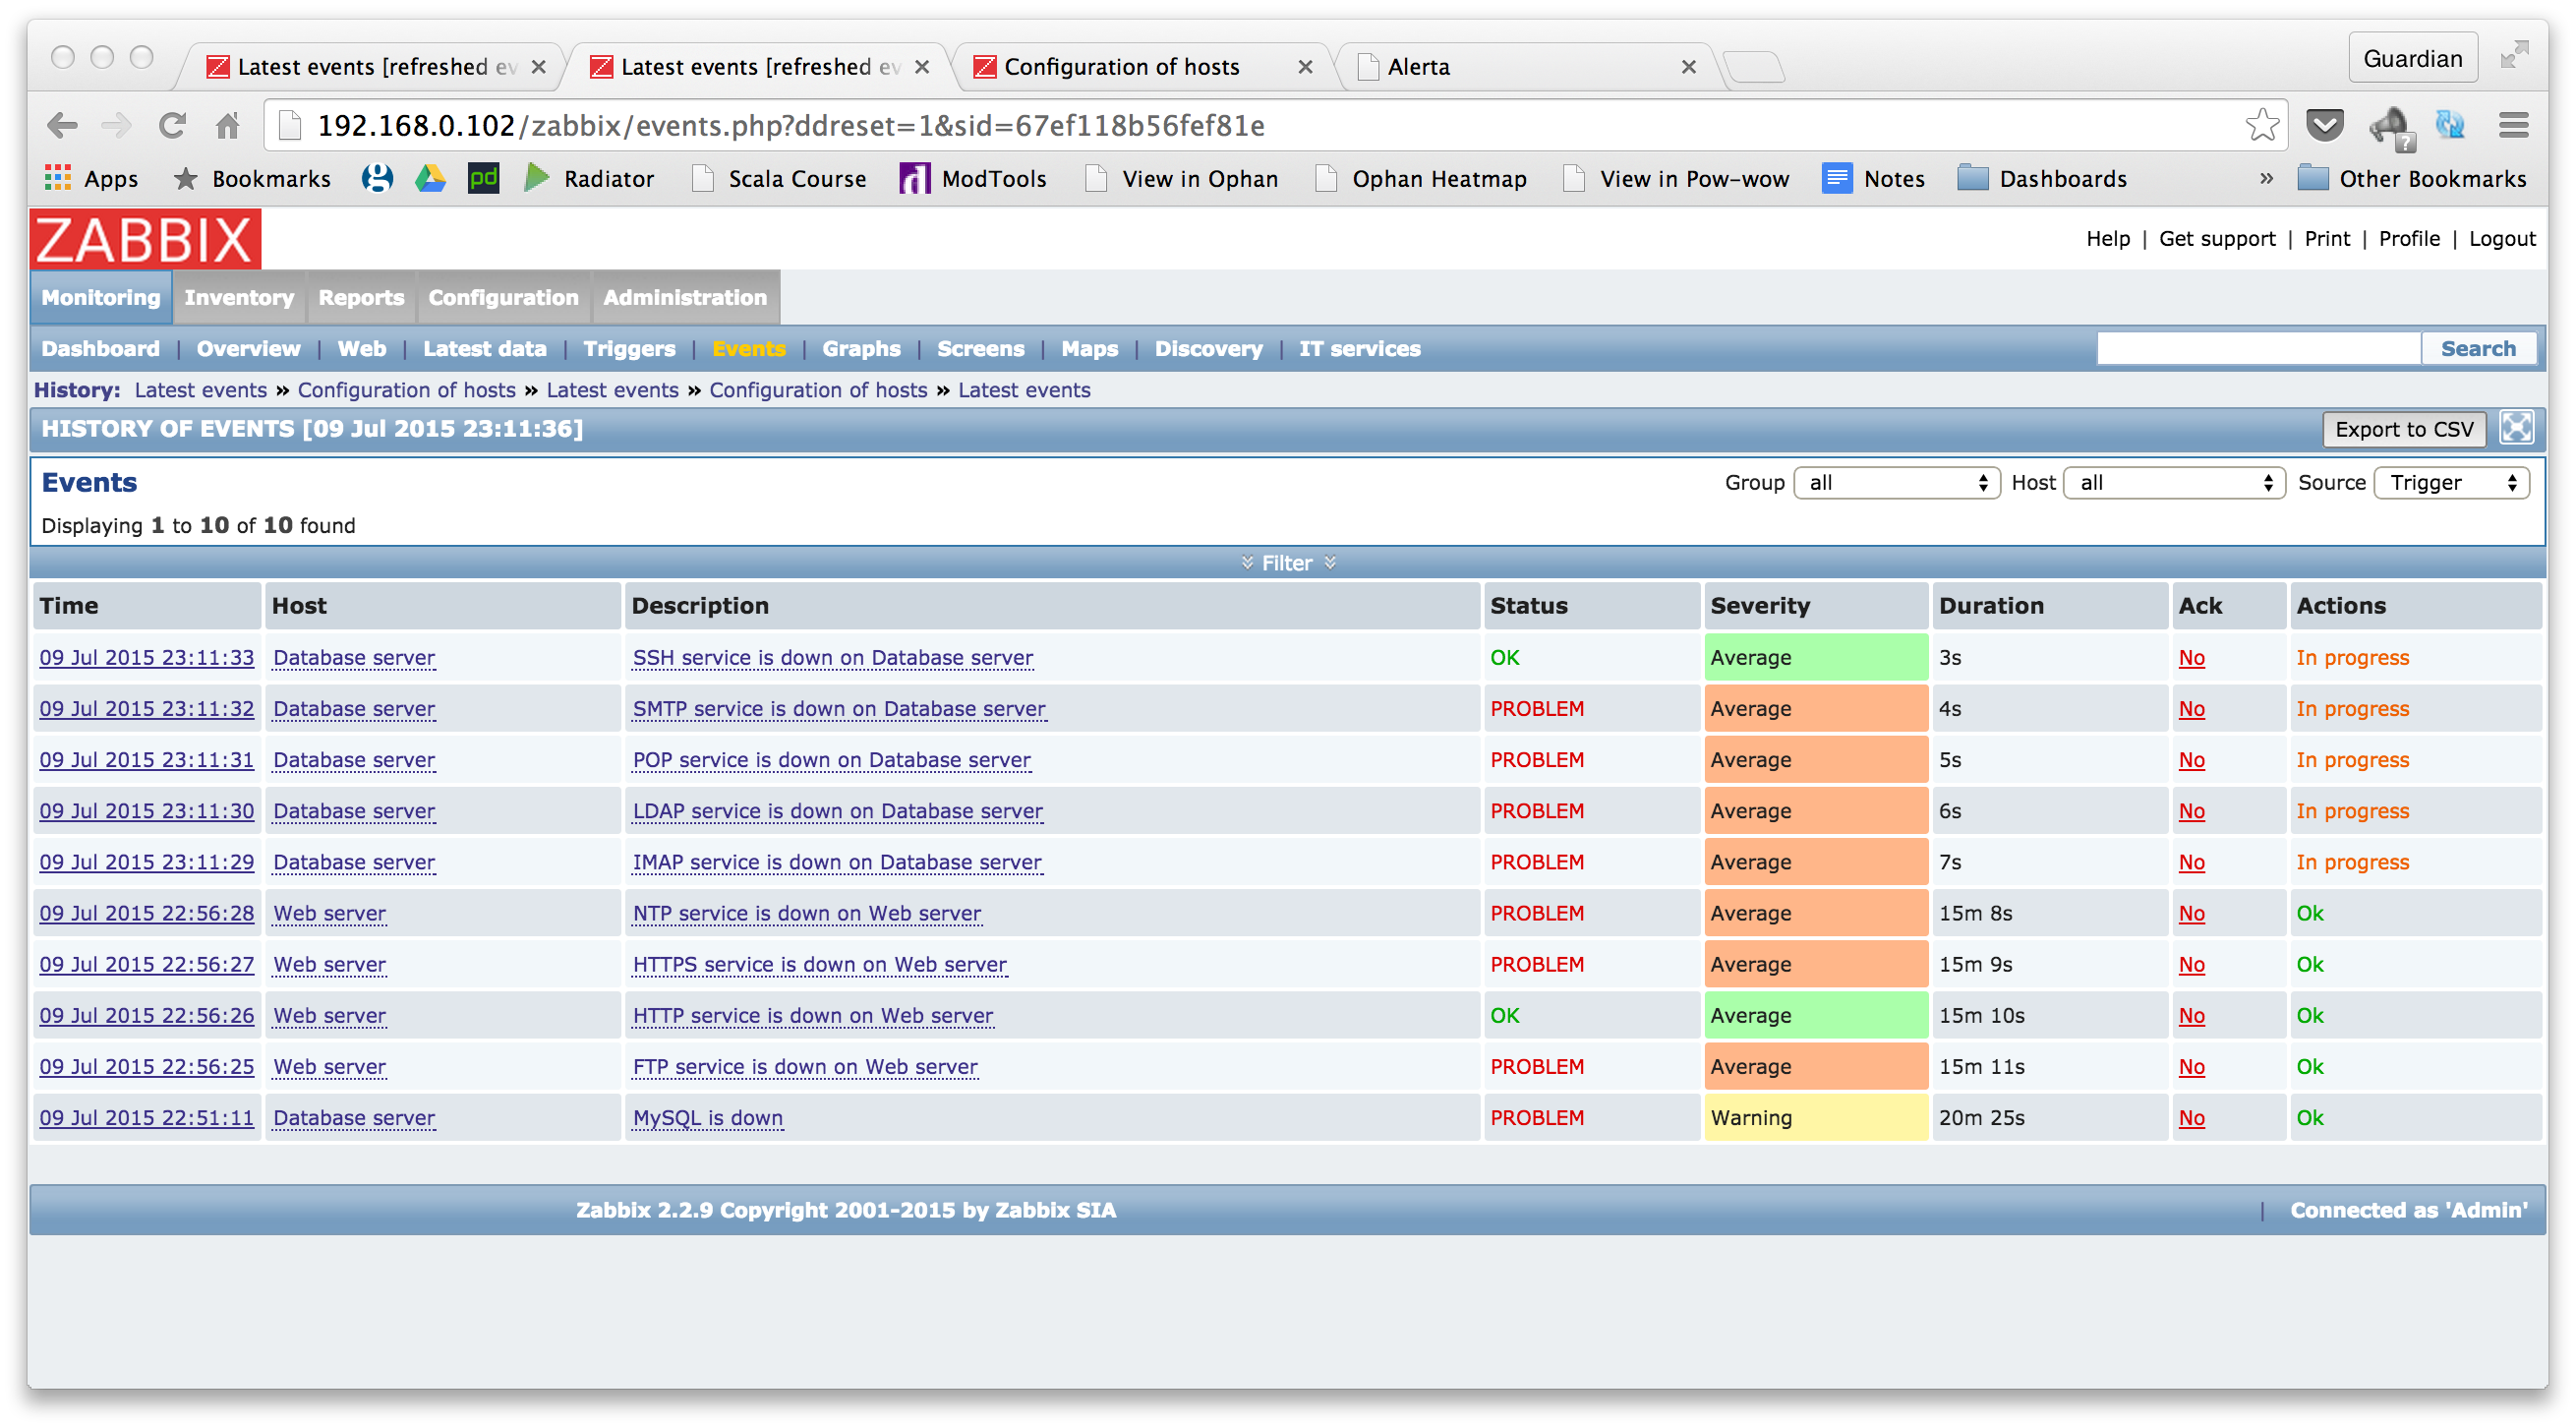 Latest events [refreshed ev Latest events [refreshed ev Configuration of hosts Alerta Guardian
192.168.0.102/zabbix/events.php?ddreset=1&sid=67ef118b56fef81e ?
Apps Bookmarks g pd Radiator Scala Course d ModTools View in Ophan Ophan Heatmap View in Pow-wow Notes Dashboards » Other Bookmarks
ZABBIX Help | Get support | Print | Profile | Logout
Monitoring Inventory Reports Configuration Administration
Dashboard | Overview | Web | Latest data | Triggers | Events | Graphs | Screens | Maps | Discovery | IT services Search
History: Latest events » Configuration of hosts » Latest events » Configuration of hosts » Latest events
HISTORY OF EVENTS [09 Jul 2015 23:11:36] Export to CSV
Events Group all Host all Source Trigger
Displaying 1 to 10 of 10 found
Filter
Time Host Description Status Severity Duration Ack Actions
09 Jul 2015 23:11:33 Database server SSH service is down on Database server OK Average 3s No In progress
09 Jul 2015 23:11:32 Database server SMTP service is down on Database server PROBLEM Average 4s No In progress
09 Jul 2015 23:11:31 Database server POP service is down on Database server PROBLEM Average 5s No In progress
09 Jul 2015 23:11:30 Database server LDAP service is down on Database server PROBLEM Average 6s No In progress
09 Jul 2015 23:11:29 Database server IMAP service is down on Database server PROBLEM Average 7s No In progress
09 Jul 2015 22:56:28 Web server NTP service is down on Web server PROBLEM Average 15m 8s No Ok
09 Jul 2015 22:56:27 Web server HTTPS service is down on Web server PROBLEM Average 15m 9s No Ok
09 Jul 2015 22:56:26 Web server HTTP service is down on Web server OK Average 15m 10s No Ok
09 Jul 2015 22:56:25 Web server FTP service is down on Web server PROBLEM Average 15m 11s No Ok
09 Jul 2015 22:51:11 Database server MySQL is down PROBLEM Warning 20m 25s No Ok
Zabbix 2.2.9 Copyright 2001-2015 by Zabbix SIA | Connected as 'Admin'